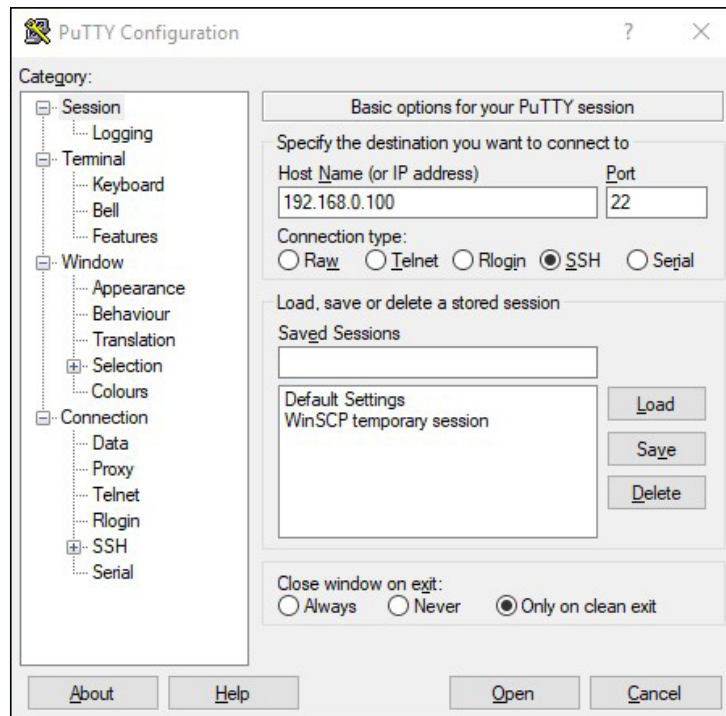 PuTTY Configuration
?
Category:
Session
Logging
Terminal
Keyboard
Bell
Features
Window
Appearance
Behaviour
Translation
Selection
Colours
Connection
Data
Proxy
Telnet
Rlogin
SSH
Serial
Basic options for your PuTTY session
Specify the destination you want to connect to
Host Name (or IP address) Port
192.168.0.100 22
Connection type:
Raw Telnet Rlogin SSH Serial
Load, save or delete a stored session
Saved Sessions
Default Settings
WinSCP temporary session
Load
Save
Delete
Close window on exit:
Always Never Only on clean exit
About Help Open Cancel